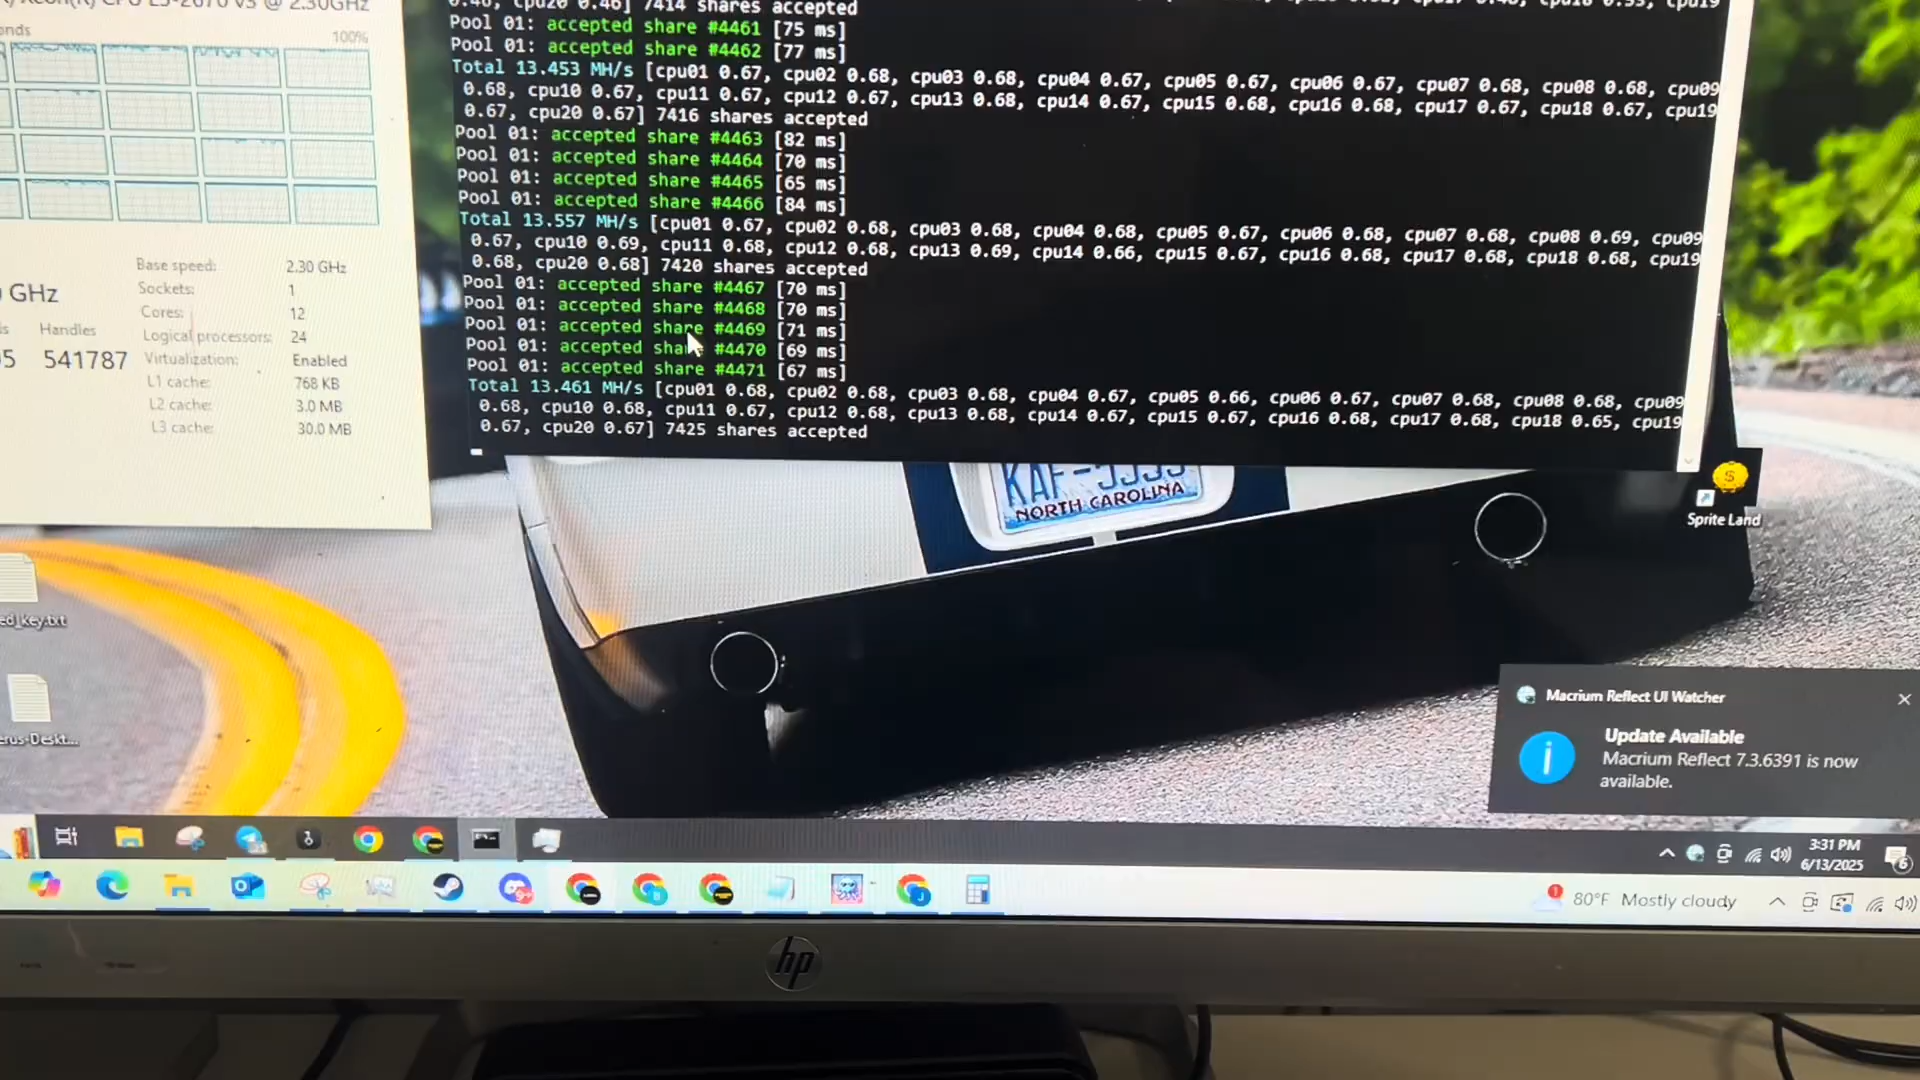 Xeon(R) CPU E5-2670 v3 @ 2.30GHz
100%
Base speed: 2.30 GHz
Sockets: 1
GHz
Cores: 12
Handles
Logical processors: 24
541787
Virtualization: Enabled
L1 cache: 768 KB
L2 cache: 3.0 MB
L3 cache: 30.0 MB
0.46, cpu20 0.46] 7414 shares accepted
Pool 01: accepted share #4461 [75 ms]
Pool 01: accepted share #4462 [77 ms]
Total 13.453 MH/s [cpu01 0.67, cpu02 0.68, cpu03 0.68, cpu04 0.67, cpu05 0.67, cpu06 0.67, cpu07 0.68, cpu08 0.68, cpu09
0.68, cpu10 0.67, cpu11 0.67, cpu12 0.67, cpu13 0.68, cpu14 0.67, cpu15 0.68, cpu16 0.68, cpu17 0.67, cpu18 0.67, cpu19
0.67, cpu20 0.67] 7416 shares accepted
Pool 01: accepted share #4463 [82 ms]
Pool 01: accepted share #4464 [70 ms]
Pool 01: accepted share #4465 [65 ms]
Pool 01: accepted share #4466 [84 ms]
Total 13.557 MH/s [cpu01 0.67, cpu02 0.68, cpu03 0.68, cpu04 0.68, cpu05 0.67, cpu06 0.68, cpu07 0.68, cpu08 0.69, cpu09
0.67, cpu10 0.69, cpu11 0.68, cpu12 0.68, cpu13 0.69, cpu14 0.66, cpu15 0.67, cpu16 0.68, cpu17 0.68, cpu18 0.68, cpu19
0.68, cpu20 0.68] 7420 shares accepted
Pool 01: accepted share #4467 [70 ms]
Pool 01: accepted share #4468 [70 ms]
Pool 01: accepted share #4469 [71 ms]
Pool 01: accepted share #4470 [69 ms]
Pool 01: accepted share #4471 [67 ms]
Total 13.461 MH/s [cpu01 0.68, cpu02 0.68, cpu03 0.68, cpu04 0.67, cpu05 0.66, cpu06 0.67, cpu07 0.68, cpu08 0.68, cpu09
0.68, cpu10 0.68, cpu11 0.67, cpu12 0.68, cpu13 0.68, cpu14 0.67, cpu15 0.67, cpu16 0.68, cpu17 0.68, cpu18 0.65, cpu19
0.67, cpu20 0.67] 7425 shares accepted
NORTH CAROLINA
Sprite Land
ed_key.txt
erus-Deskt...
Macrium Reflect UI Watcher
Update Available
Macrium Reflect 7.3.6391 is now
available.
3:31 PM
6/13/2025
6
1
80°F Mostly cloudy
hp